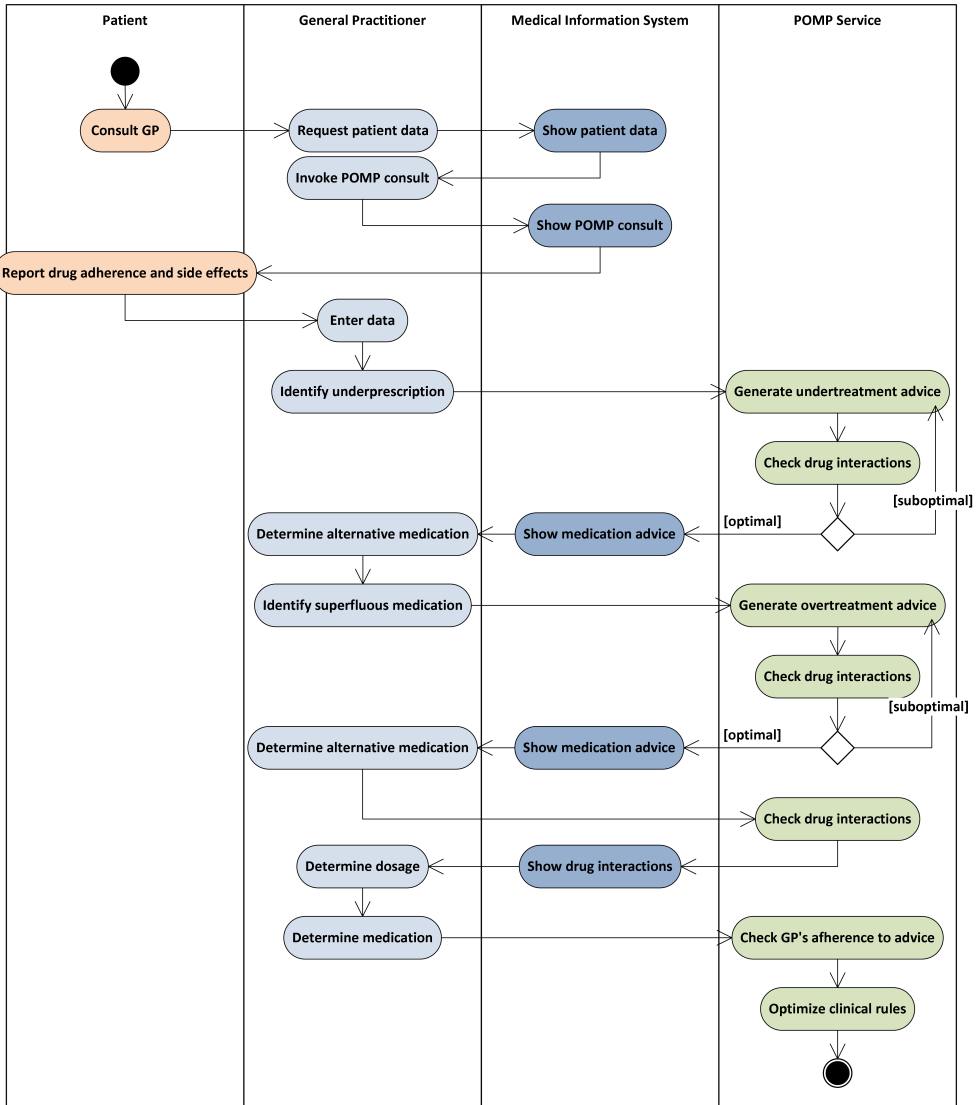 Patient
General Practitioner
Medical Information System
POMP Service
Consult GP
Request patient data
Show patient data
Invoke POMP consult
Show POMP consult
Report drug adherence and side effects
Enter data
Identify underprescription
Generate undertreatment advice
Check drug interactions
[suboptimal]
[optimal]
Determine alternative medication
Show medication advice
Identify superfluous medication
Generate overtreatment advice
Check drug interactions
[suboptimal]
[optimal]
Determine alternative medication
Show medication advice
Check drug interactions
Determine dosage
Show drug interactions
Determine medication
Check GP's afherence to advice
Optimize clinical rules